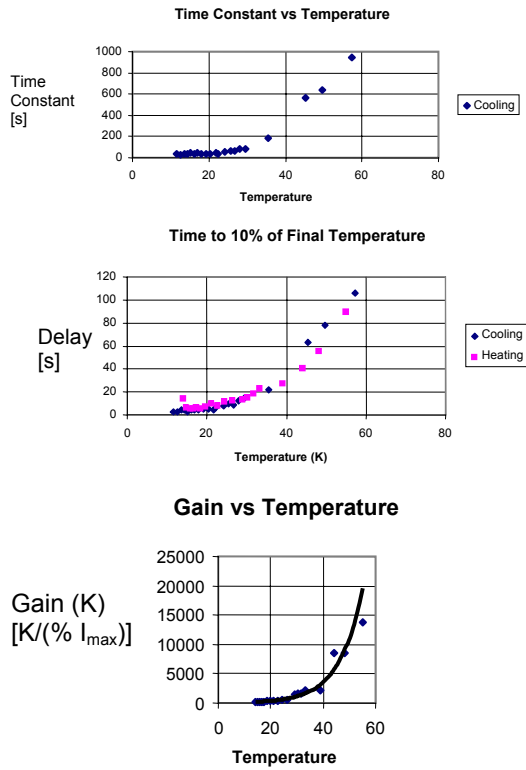 Time Constant vs Temperature
Time
Constant
[s]
1000
800
600
400
200
0
0 20 40 60 80
Temperature
Cooling
Time to 10% of Final Temperature
Delay
[s]
120
100
80
60
40
20
0
0 20 40 60 80
Temperature (K)
Cooling
Heating
Gain vs Temperature
Gain (K)
[K/(% Imax)]
25000
20000
15000
10000
5000
0
0 20 40 60
Temperature